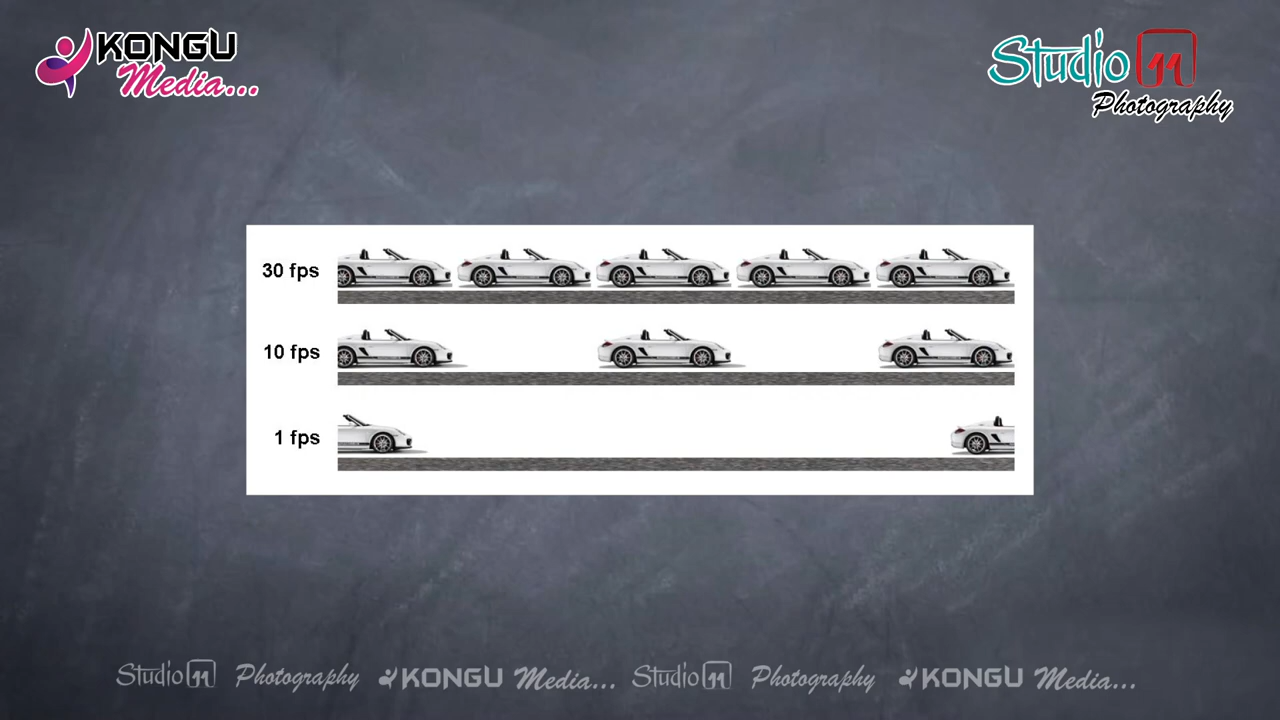 KONGU
Media...
Studio 11
Photography
30 fps
10 fps
1 fps
Studio 11 Photography KONGU Media... Studio 11 Photography KONGU Media...